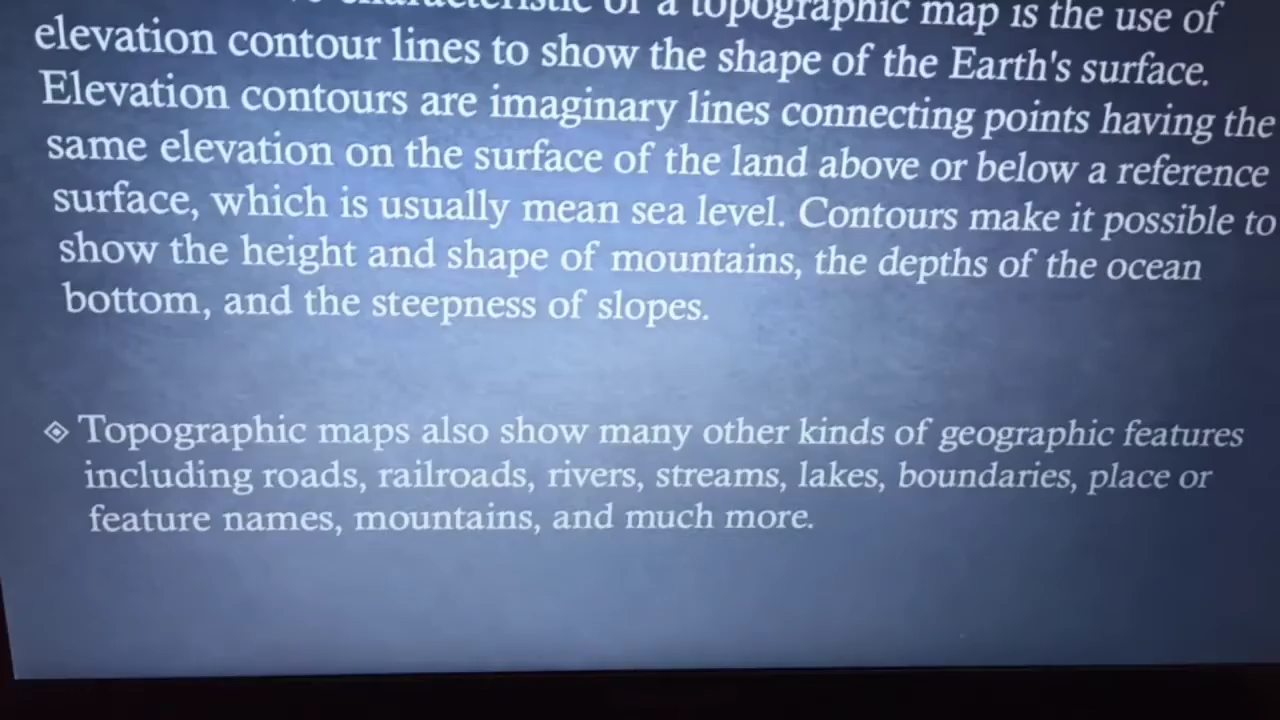 characteristic of a topographic map is the use of
elevation contour lines to show the shape of the Earth's surface.
Elevation contours are imaginary lines connecting points having the
same elevation on the surface of the land above or below a reference
surface, which is usually mean sea level. Contours make it possible to
show the height and shape of mountains, the depths of the ocean
bottom, and the steepness of slopes.
Topographic maps also show many other kinds of geographic features
including roads, railroads, rivers, streams, lakes, boundaries, place or
feature names, mountains, and much more.